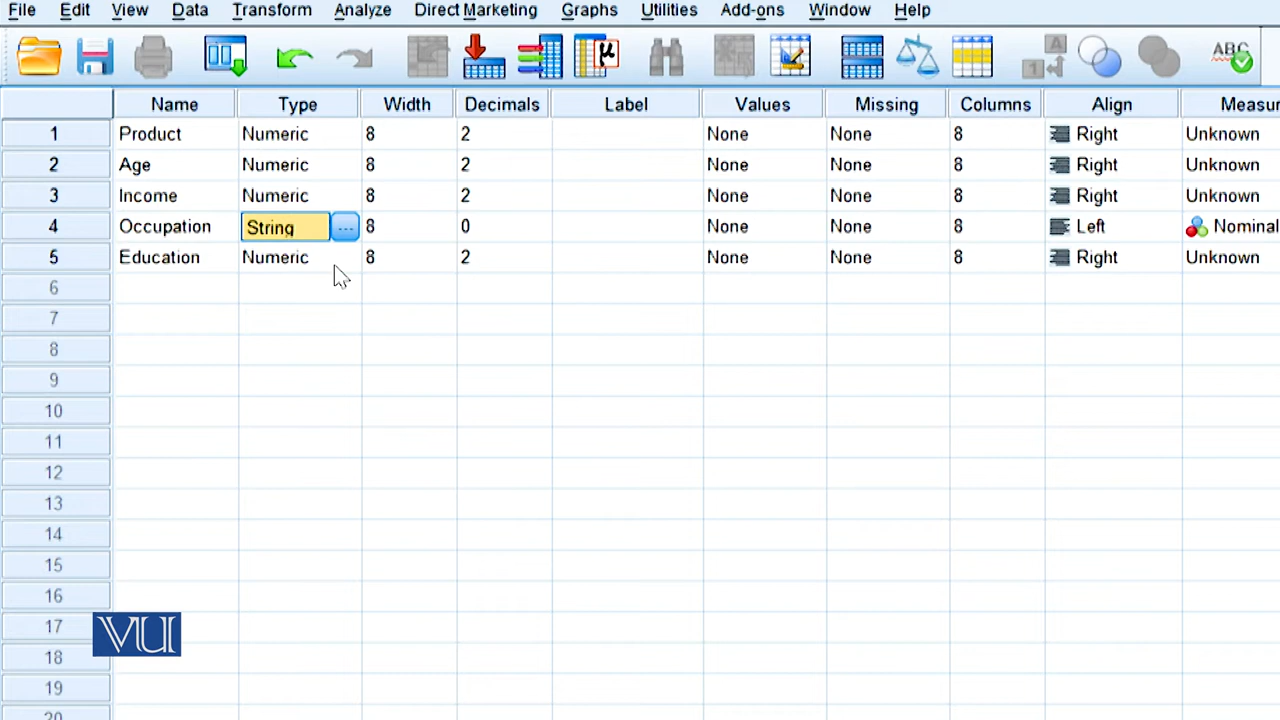 File Edit View Data Transform Analyze Direct Marketing Graphs Utilities Add-ons Window Help
μ A 1 ABC
Name Type Width Decimals Label Values Missing Columns Align Measur
1 Product Numeric 8 2 None None 8 Right Unknown
2 Age Numeric 8 2 None None 8 Right Unknown
3 Income Numeric 8 2 None None 8 Right Unknown
4 Occupation String ... 8 0 None None 8 Left Nominal
5 Education Numeric 8 2 None None 8 Right Unknown
6
7
8
9
10
11
12
13
14
15
16
17
VU
18
19
20